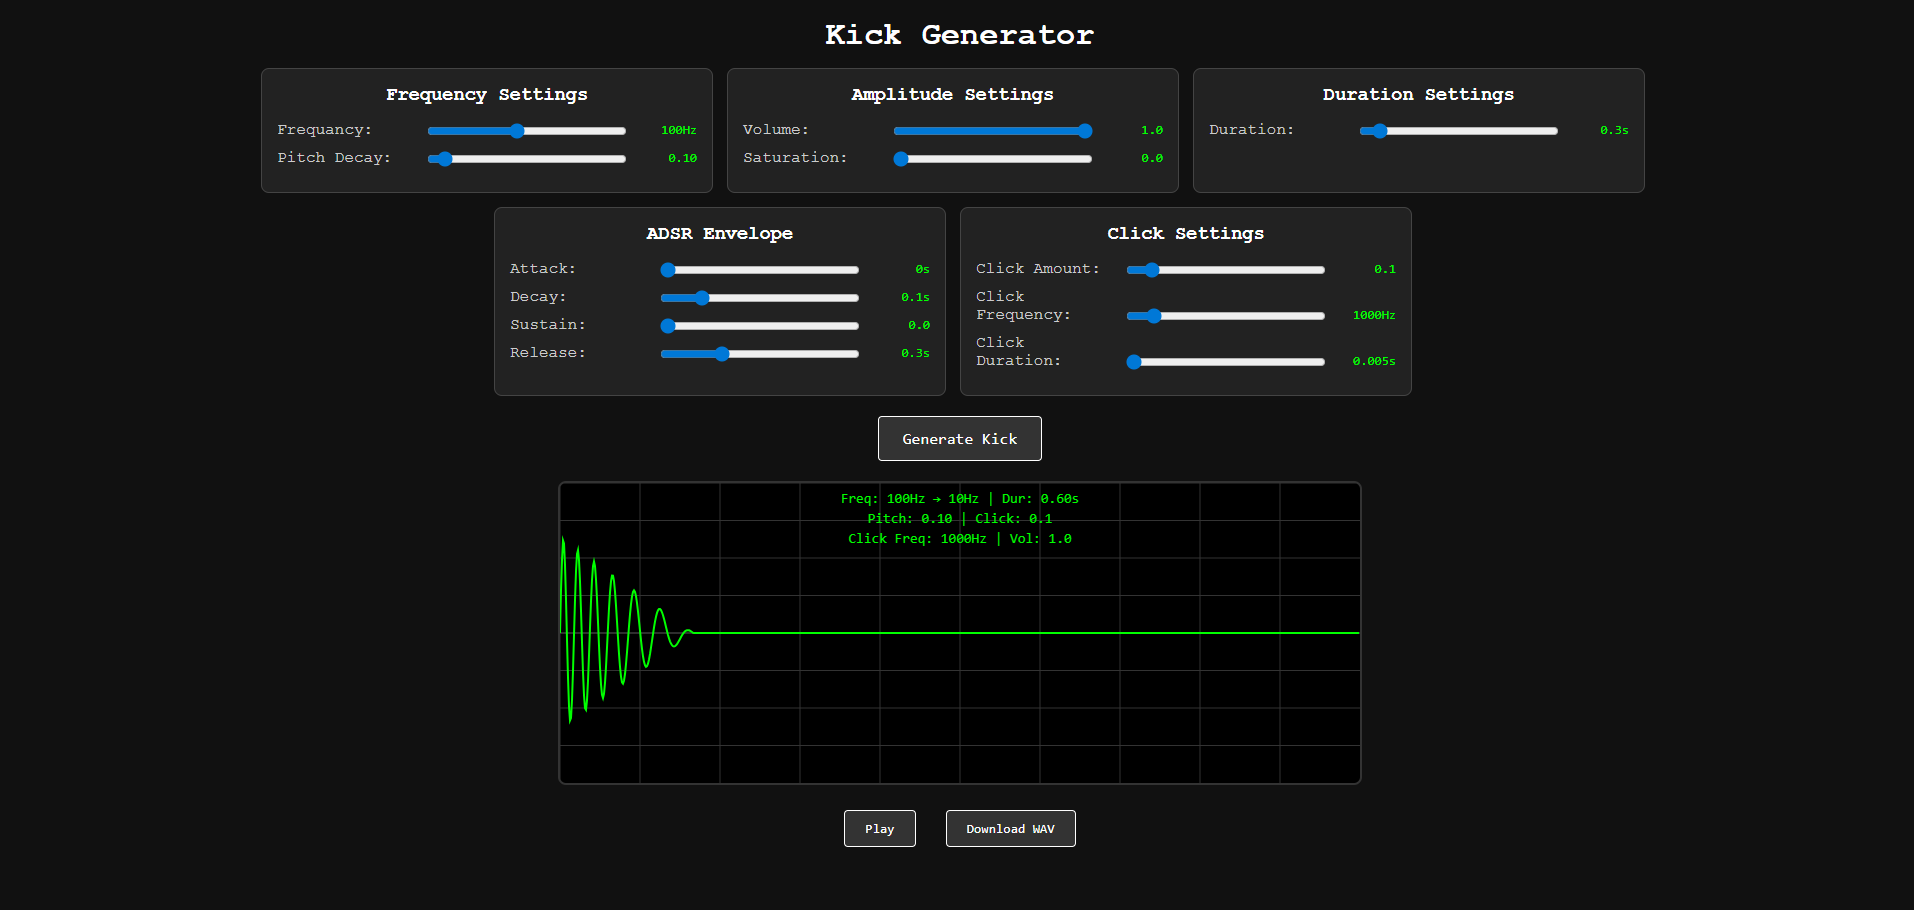 Kick Generator
Frequency Settings
Frequancy: 100Hz
Pitch Decay: 0.10
Amplitude Settings
Volume: 1.0
Saturation: 0.0
Duration Settings
Duration: 0.3s
ADSR Envelope
Attack: 0s
Decay: 0.1s
Sustain: 0.0
Release: 0.3s
Click Settings
Click Amount: 0.1
Click
Frequency: 1000Hz
Click
Duration: 0.005s
Generate Kick
Freq: 100Hz → 10Hz | Dur: 0.60s
Pitch: 0.10 | Click: 0.1
Click Freq: 1000Hz | Vol: 1.0
Play
Download WAV